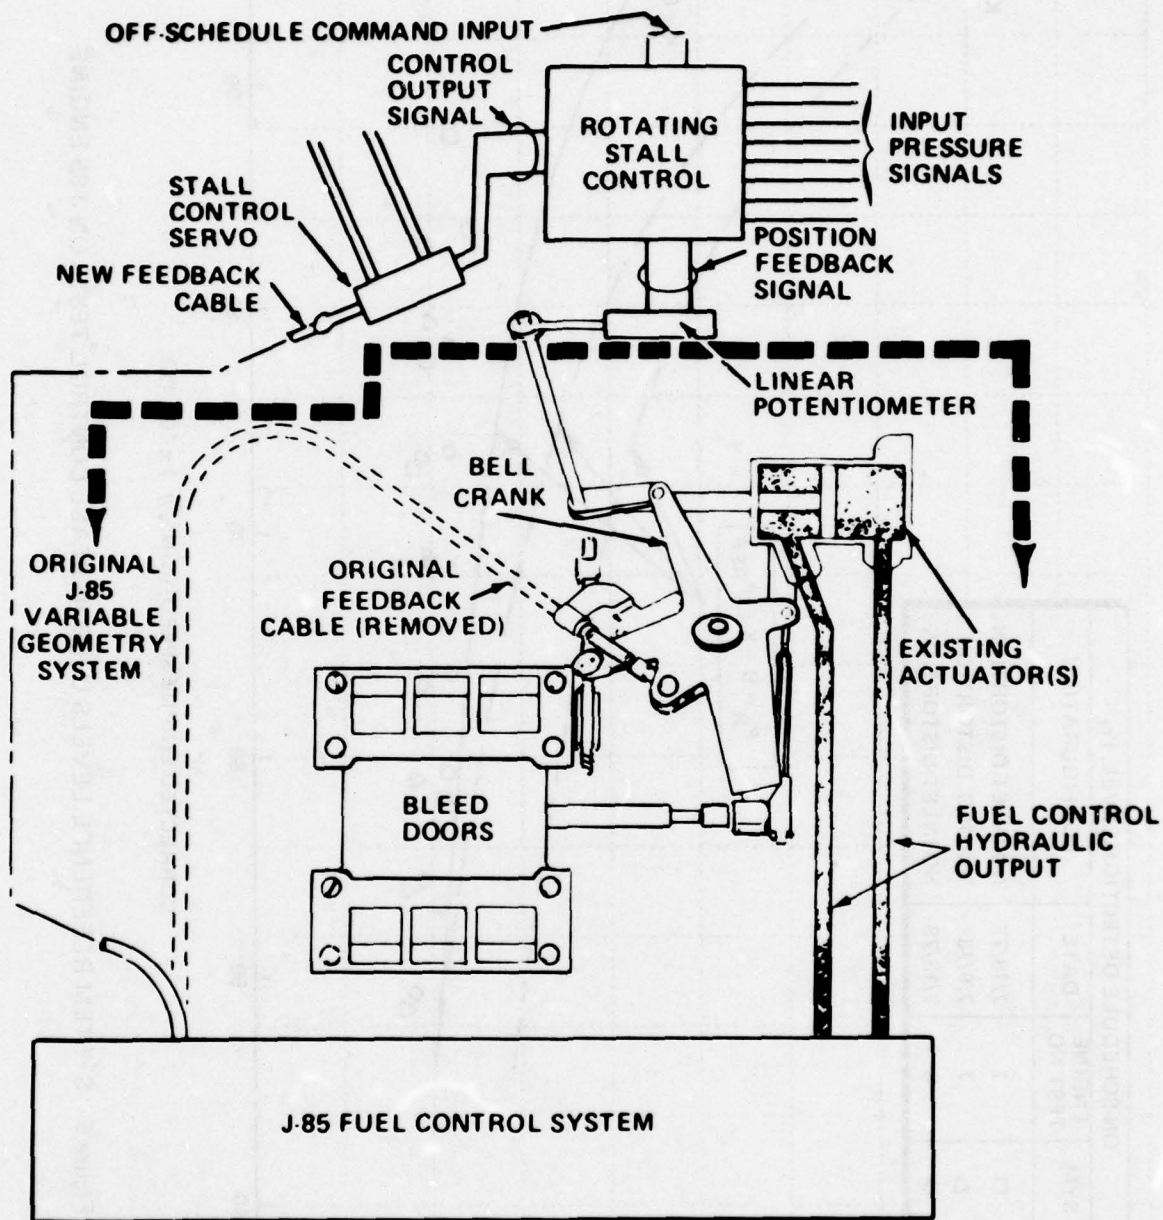 OFF-SCHEDULE COMMAND INPUT
CONTROL
OUTPUT
SIGNAL
ROTATING
STALL
CONTROL
INPUT
PRESSURE
SIGNALS
STALL
CONTROL
SERVO
NEW FEEDBACK
CABLE
POSITION
FEEDBACK
SIGNAL
LINEAR
POTENTIOMETER
BELL
CRANK
ORIGINAL
J-85
VARIABLE
GEOMETRY
SYSTEM
ORIGINAL
FEEDBACK
CABLE (REMOVED)
EXISTING
ACTUATOR(S)
BLEED
DOORS
FUEL CONTROL
HYDRAULIC
OUTPUT
J-85 FUEL CONTROL SYSTEM